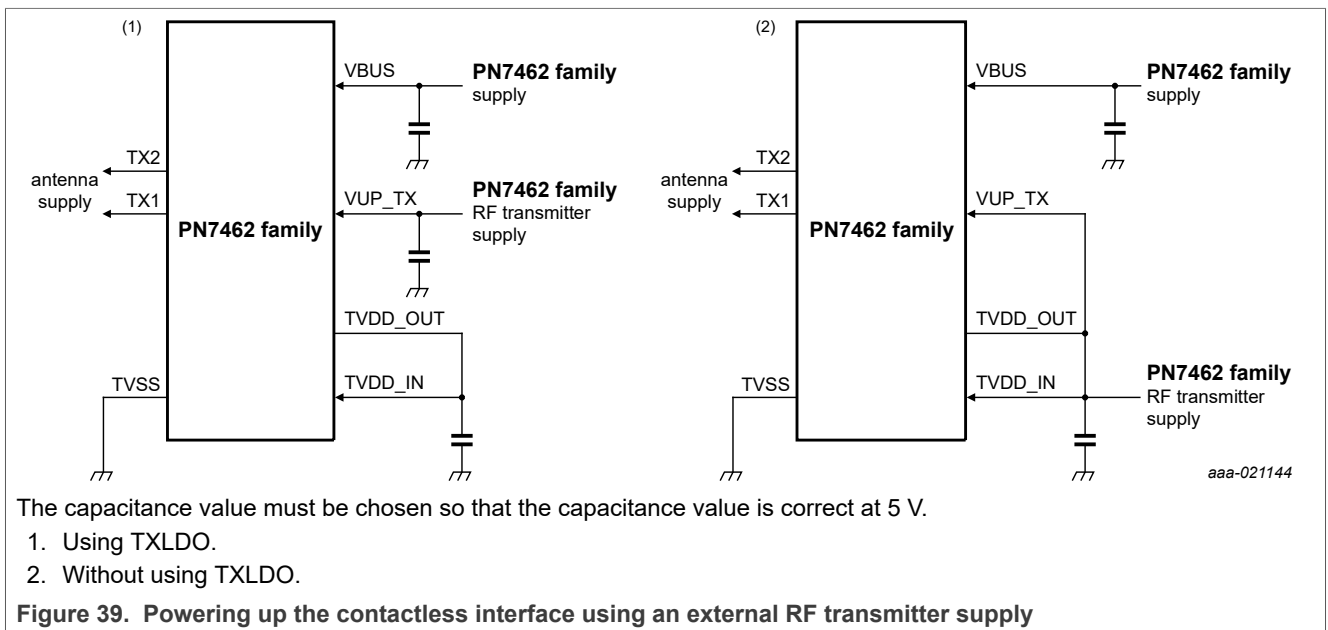 (1)
VBUS
PN7462 family
supply
TX2
antenna
supply
TX1
VUP_TX
PN7462 family
RF transmitter
supply
PN7462 family
TVDD_OUT
TVSS
TVDD_IN
(2)
VBUS
PN7462 family
supply
TX2
antenna
supply
TX1
VUP_TX
PN7462 family
TVDD_OUT
TVSS
TVDD_IN
PN7462 family
RF transmitter
supply
aaa-021144
The capacitance value must be chosen so that the capacitance value is correct at 5 V.
1. Using TXLDO.
2. Without using TXLDO.
Figure 39. Powering up the contactless interface using an external RF transmitter supply